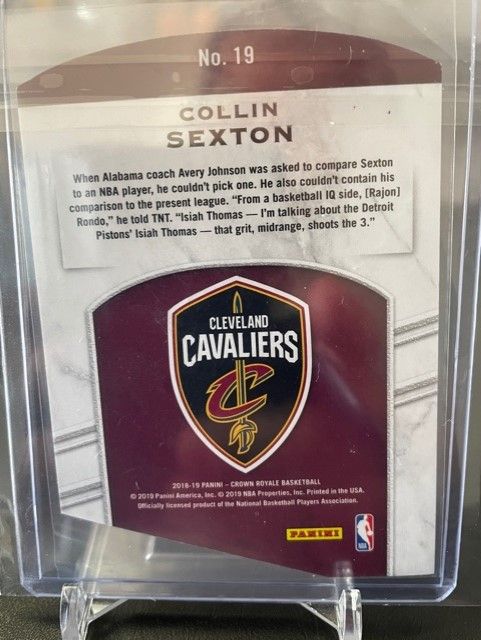 No. 19
COLLIN
SEXTON
When Alabama coach Avery Johnson was asked to compare Sexton
to an NBA player, he couldn't pick one. He also couldn't contain his
comparison to the present league. "From a basketball IQ side, [Rajon]
Rondo," he told TNT. "Isiah Thomas — I'm talking about the Detroit
Pistons' Isiah Thomas — that grit, midrange, shoots the 3."
CLEVELAND
CAVALIERS
C
2018-19 PANINI – CROWN ROYALE BASKETBALL
© 2019 Panini America, Inc. © 2019 NBA Properties, Inc. Printed in the USA.
Officially licensed product of the National Basketball Players Association.
PANINI
NBA